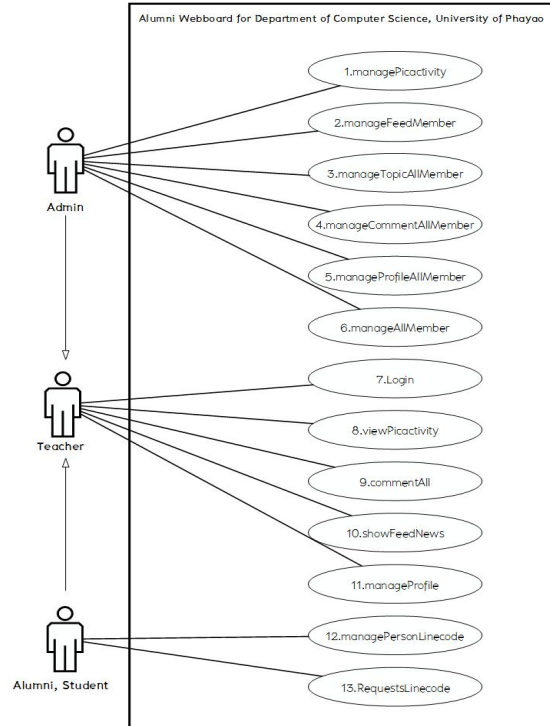 Alumni Webboard for Department of Computer Science, University of Phayao
1.managePicactivity
2.manageFeedMember
3.manageTopicAllMember
Admin
4.manageCommentAllMember
5.manageProfileAllMember
6.manageAllMember
7.Login
8.viewPicactivity
Teacher
9.commentAll
10.showFeedNews
11.manageProfile
12.managePersonLinecode
Alumni, Student
13.RequestsLinecode